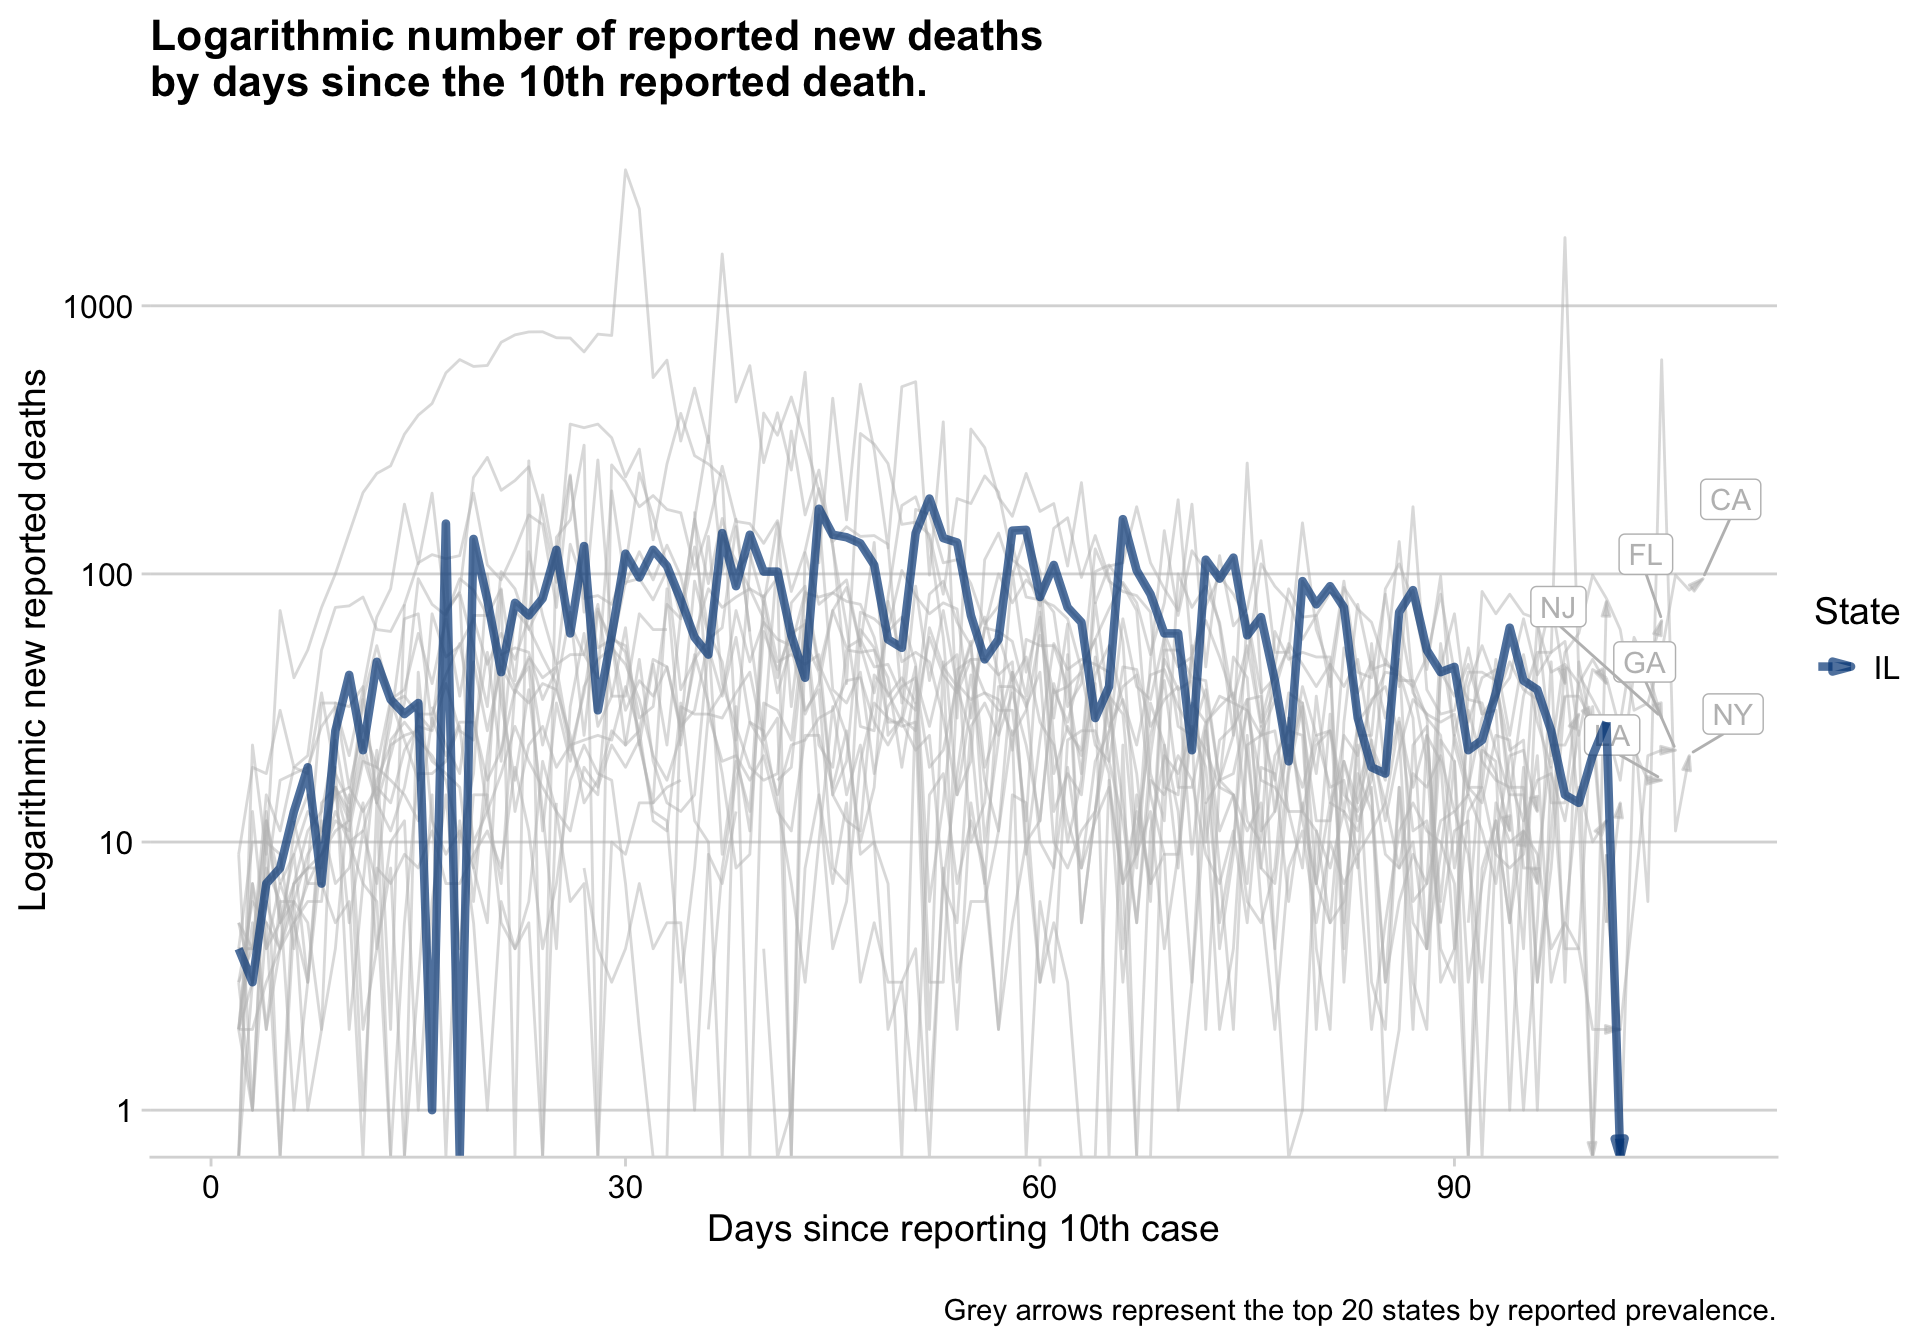 Logarithmic number of reported new deaths
by days since the 10th reported death.
Logarithmic new reported deaths
1000
100
10
1
CA
FL
NJ
GA
NY
State
IL
0
30
60
90
Days since reporting 10th case
Grey arrows represent the top 20 states by reported prevalence.